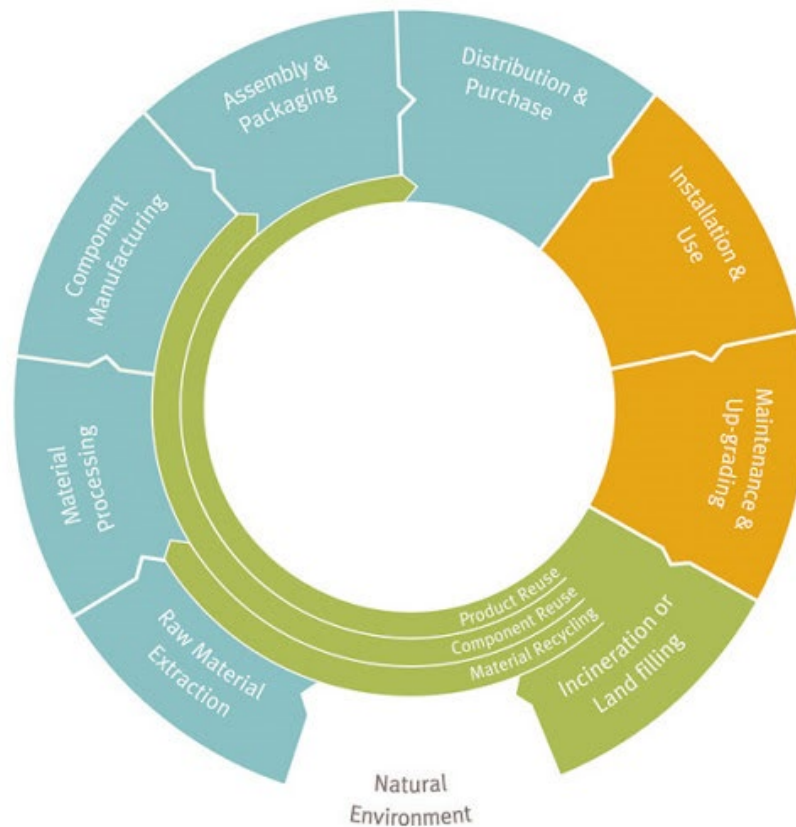 Assembly &
Packaging
Distribution &
Purchase
Installation &
Use
Maintenance &
Up-grading
Incineration or
Land filling
Product Reuse
Component Reuse
Material Recycling
Raw Material
Extraction
Material
Processing
Component
Manufacturing
Natural
Environment